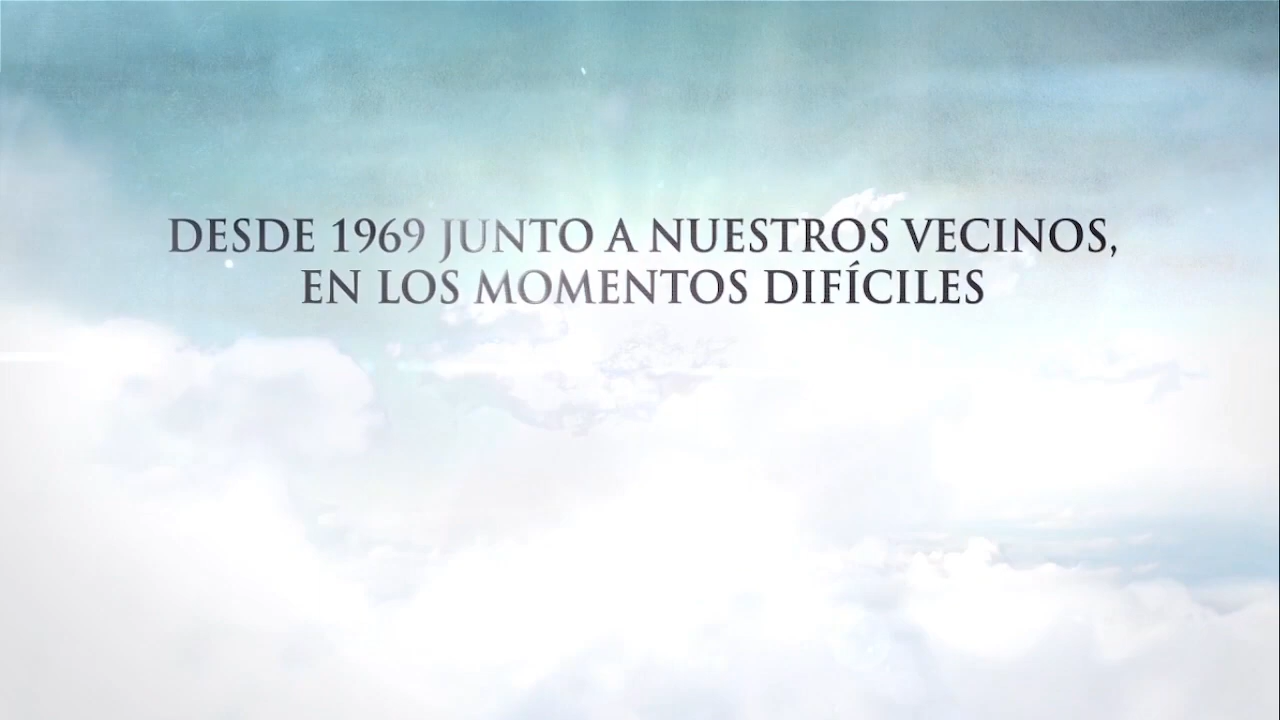 DESDE 1969 JUNTO A NUESTROS VECINOS,
EN LOS MOMENTOS DIFÍCILES